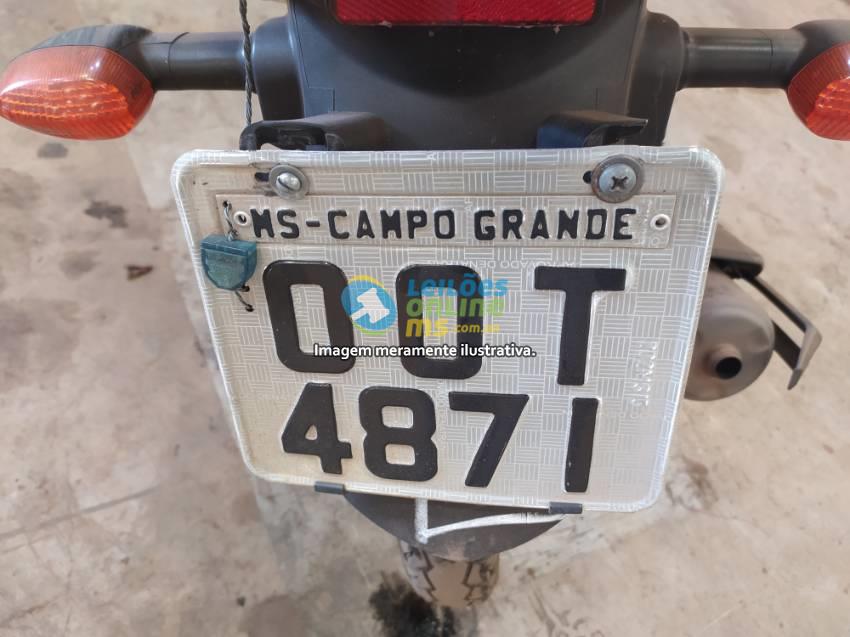 MS-CAMPO GRANDE
OOT
LEILÕES
ONLINE
MS.COM.BR
Imagem meramente ilustrativa.
4871